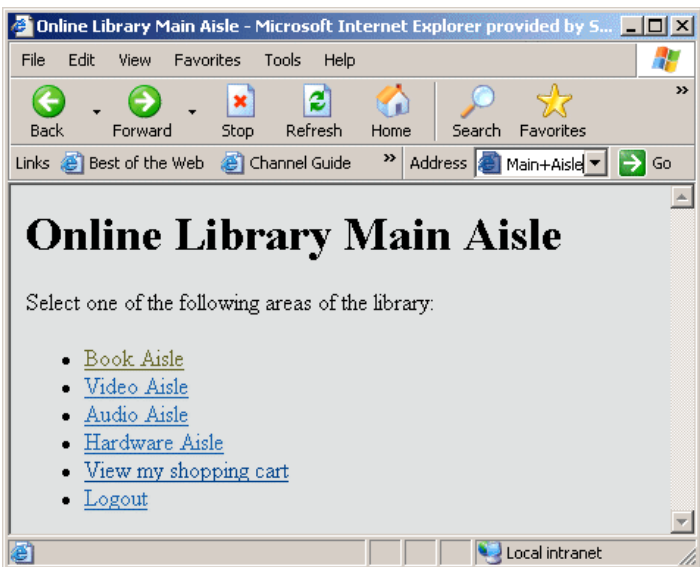 Online Library Main Aisle - Microsoft Internet Explorer provided by S...
File Edit View Favorites Tools Help
Back Forward Stop Refresh Home Search Favorites »
Links Best of the Web Channel Guide » Address Main+Aisle Go
Online Library Main Aisle
Select one of the following areas of the library:
• Book Aisle
• Video Aisle
• Audio Aisle
• Hardware Aisle
• View my shopping cart
• Logout
Local intranet